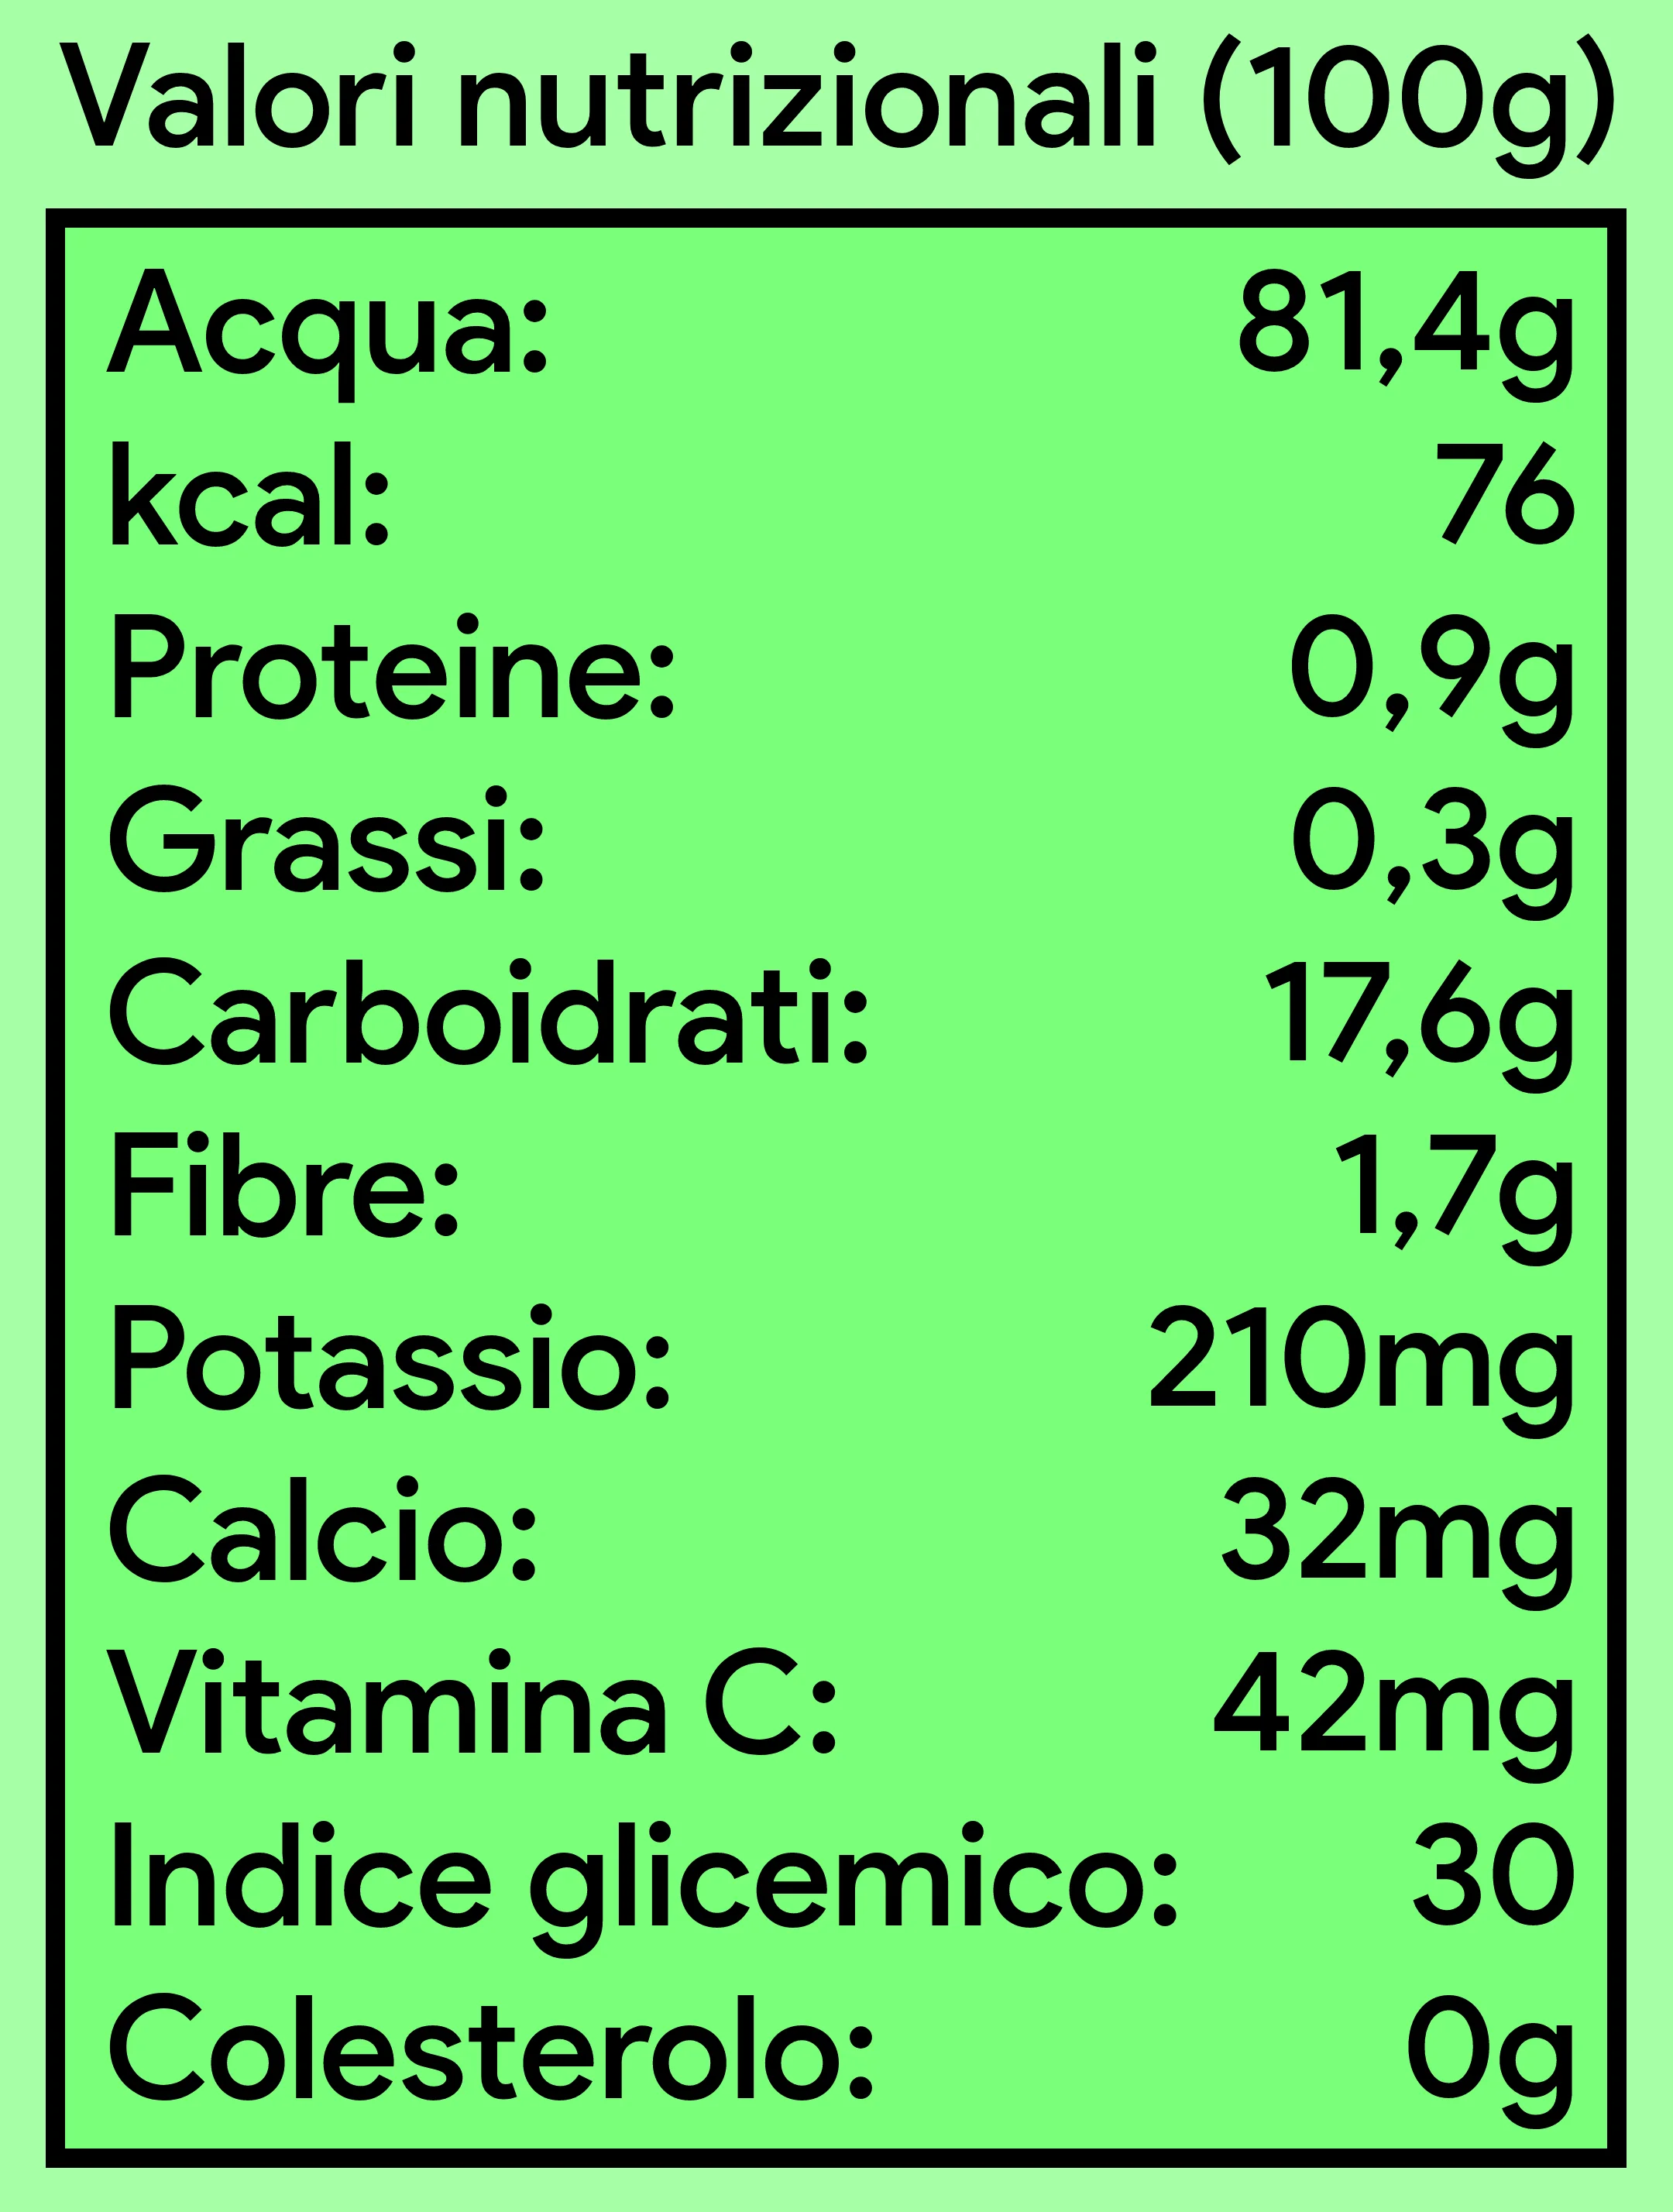 Valori nutrizionali (100g)
Acqua: 81,4g
kcal: 76
Proteine: 0,9g
Grassi: 0,3g
Carboidrati: 17,6g
Fibre: 1,7g
Potassio: 210mg
Calcio: 32mg
Vitamina C: 42mg
Indice glicemico: 30
Colesterolo: 0g